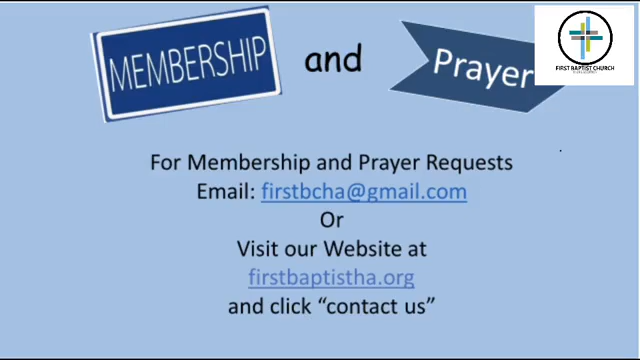 MEMBERSHIP and Prayer
FIRST BAPTIST CHURCH
For Membership and Prayer Requests
Email: firstbcha@gmail.com
Or
Visit our Website at
firstbaptistha.org
and click “contact us”